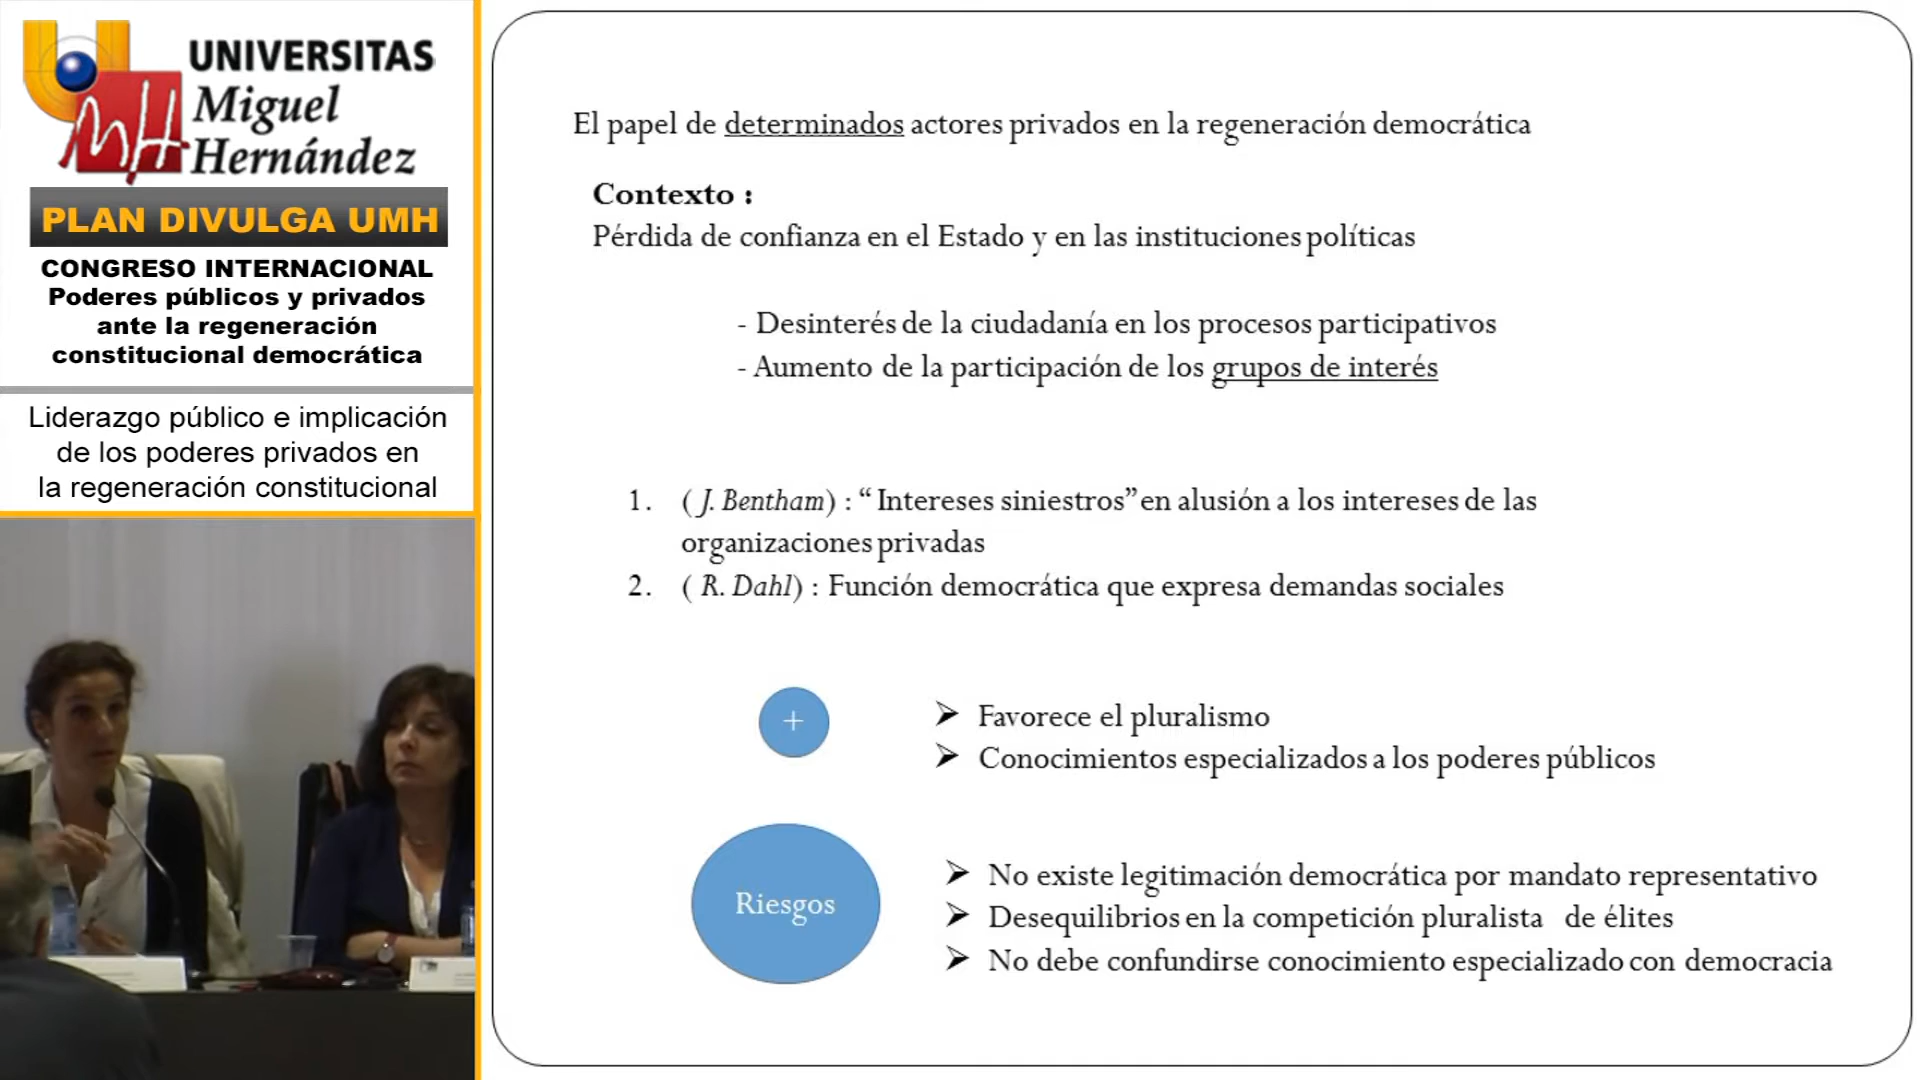 UNIVERSITAS
Miguel
Hernández
PLAN DIVULGA UMH
CONGRESO INTERNACIONAL
Poderes públicos y privados
ante la regeneración
constitucional democrática
Liderazgo público e implicación
de los poderes privados en
la regeneración constitucional
El papel de determinados actores privados en la regeneración democrática
Contexto :
Pérdida de confianza en el Estado y en las instituciones políticas
- Desinterés de la ciudadanía en los procesos participativos
- Aumento de la participación de los grupos de interés
1. ( J. Bentham) : “ Intereses siniestros” en alusión a los intereses de las
organizaciones privadas
2. ( R. Dahl) : Función democrática que expresa demandas sociales
+
➢ Favorece el pluralismo
➢ Conocimientos especializados a los poderes públicos
Riesgos
➢ No existe legitimación democrática por mandato representativo
➢ Desequilibrios en la competición pluralista de élites
➢ No debe confundirse conocimiento especializado con democracia